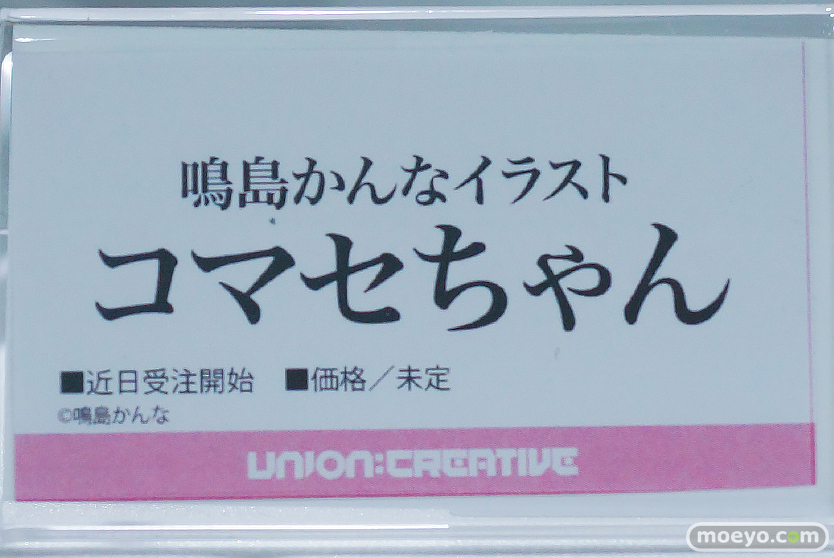 鳴島かんなイラスト
コマセちゃん
■近日受注開始 ■価格／未定
©鳴島かんな
UNION:CREATIVE
moeyo.com